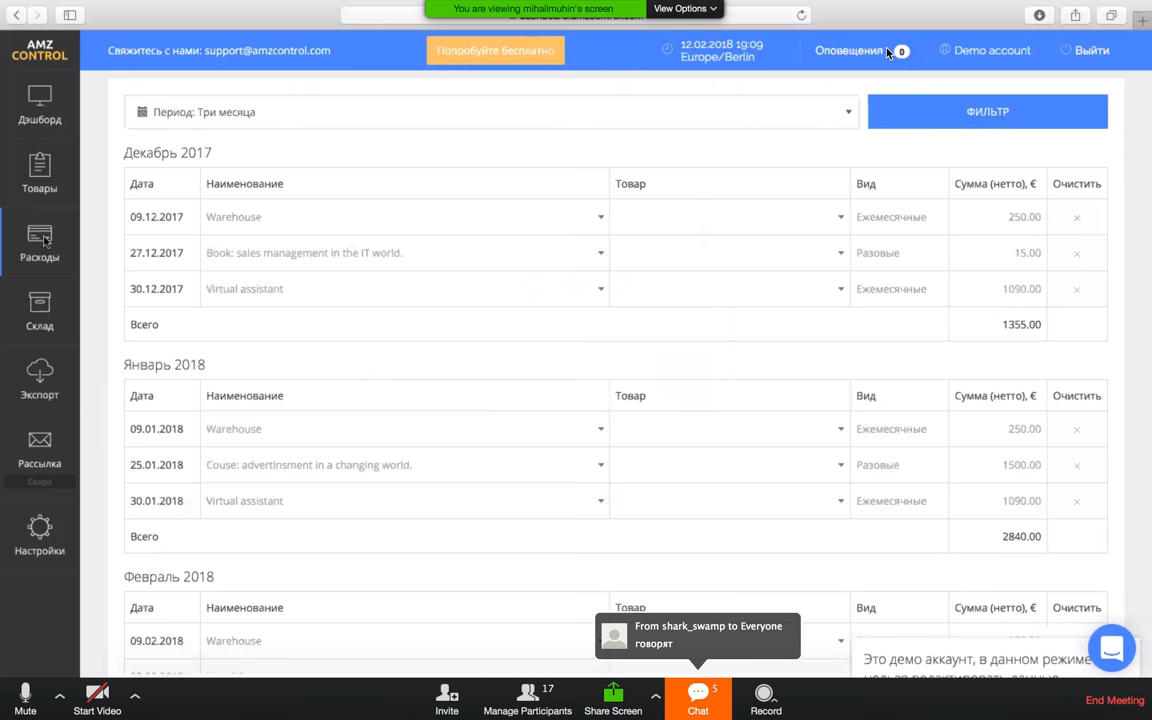 You are viewing mihailmuhin's screen
View Options
AMZ
CONTROL
Свяжитесь с нами: support@amzcontrol.com
Попробуйте бесплатно
12.02.2018 19:09
Europe/Berlin
Оповещения 0
Demo account
Выйти
Дэшборд
Товары
Расходы
Склад
Экспорт
Рассылка
Скоро
Настройки
Период: Три месяца
ФИЛЬТР
Декабрь 2017
Дата Наименование Товар Вид Сумма (нетто), € Очистить
09.12.2017 Warehouse Ежемесячные 250.00 ×
27.12.2017 Book: sales management in the IT world. Разовые 15.00 ×
30.12.2017 Virtual assistant Ежемесячные 1090.00 ×
Всего 1355.00
Январь 2018
Дата Наименование Товар Вид Сумма (нетто), € Очистить
09.01.2018 Warehouse Ежемесячные 250.00 ×
25.01.2018 Couse: advertinsment in a changing world. Разовые 1500.00 ×
30.01.2018 Virtual assistant Ежемесячные 1090.00 ×
Всего 2840.00
Февраль 2018
Дата Наименование Товар Вид Сумма (нетто), € Очистить
09.02.2018 Warehouse
From shark_swamp to Everyone
говорят
Это демо аккаунт, в данном режиме
Mute
Start Video
Invite
17
Manage Participants
Share Screen
5
Chat
Record
End Meeting